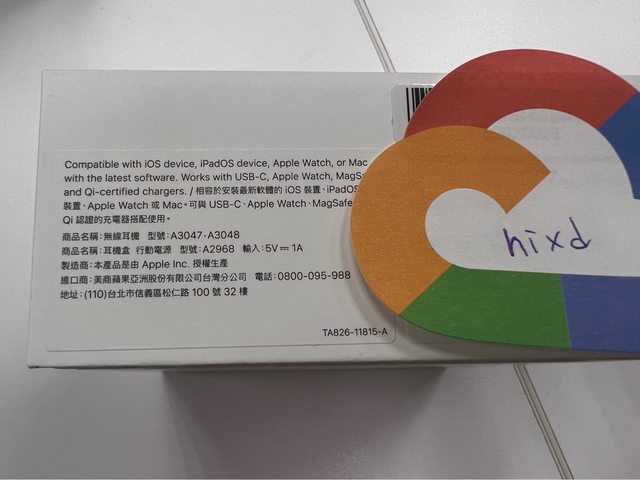 Compatible with iOS device, iPadOS device, Apple Watch, or Mac
with the latest software. Works with USB-C, Apple Watch, MagS
and Qi-certified chargers. / 相容於安裝最新軟體的 iOS 裝置、iPadOS
裝置、Apple Watch 或 Mac。可與 USB-C、Apple Watch、MagSafe
Qi 認證的充電器搭配使用。
商品名稱：無線耳機 型號：A3047、A3048
商品名稱：耳機盒 行動電源 型號：A2968 輸入：5V⎓1A
製造商：本產品是由 Apple Inc. 授權生產
進口商：美商蘋果亞洲股份有限公司台灣分公司 電話：0800-095-988
地址：(110)台北市信義區松仁路 100 號 32 樓
TA826-11815-A
nixd